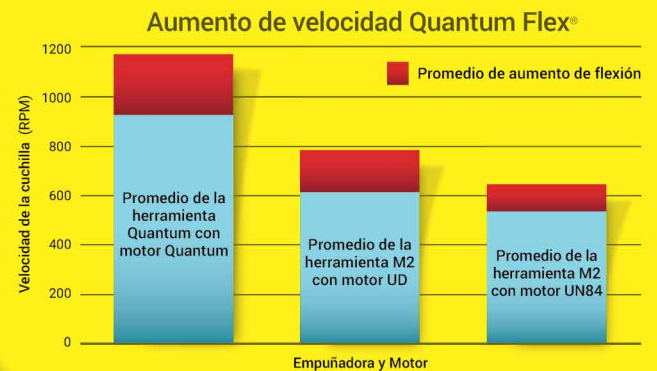 Aumento de velocidad Quantum Flex®
1200
1000
800
600
400
200
0
Velocidad de la cuchilla (RPM)
Promedio de aumento de flexión
Promedio de la
herramienta
Quantum con
motor Quantum
Promedio de la
herramienta M2
con motor UD
Promedio de la
herramienta M2
con motor UN84
Empuñadora y Motor